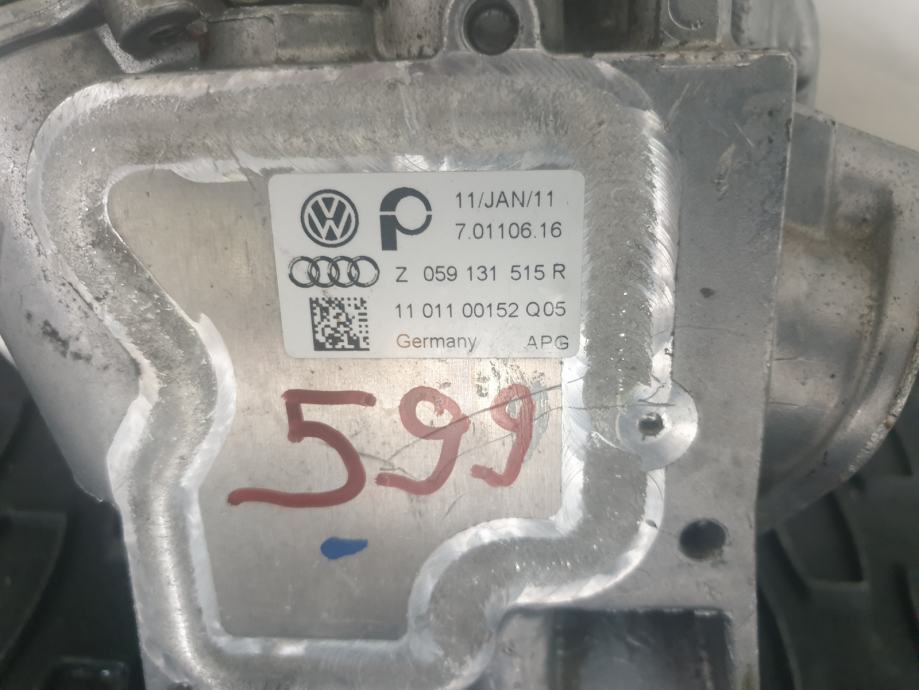 11/JAN/11
7.01106.16
Z 059 131 515 R
11 011 00152 Q05
Germany APG
599